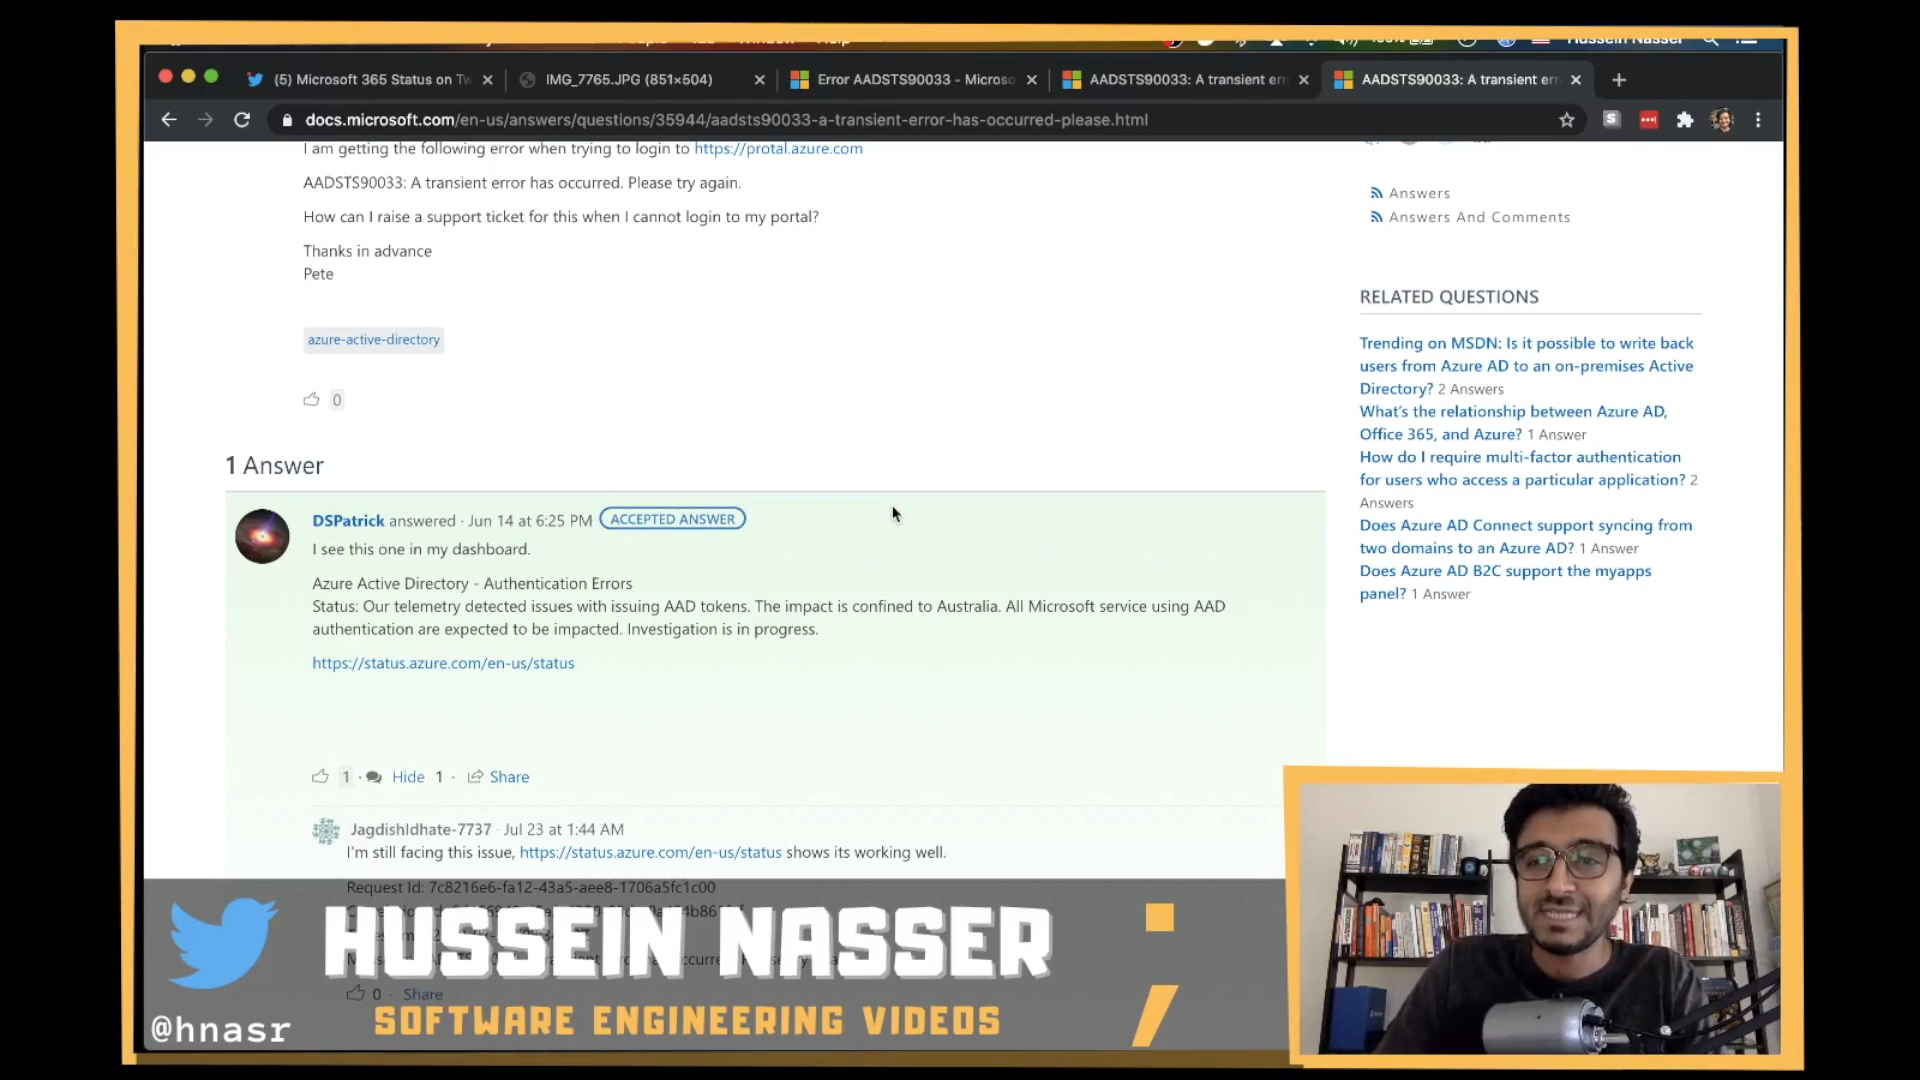 Hussein Nasser
(5) Microsoft 365 Status on Tw
IMG_7765.JPG (851×504)
Error AADSTS90033 - Microso
AADSTS90033: A transient err
AADSTS90033: A transient err
docs.microsoft.com/en-us/answers/questions/35944/aadsts90033-a-transient-error-has-occurred-please.html
I am getting the following error when trying to login to https://protal.azure.com
AADSTS90033: A transient error has occurred. Please try again.
How can I raise a support ticket for this when I cannot login to my portal?
Thanks in advance
Pete
azure-active-directory
0
1 Answer
DSPatrick answered · Jun 14 at 6:25 PM ACCEPTED ANSWER
I see this one in my dashboard.
Azure Active Directory - Authentication Errors
Status: Our telemetry detected issues with issuing AAD tokens. The impact is confined to Australia. All Microsoft service using AAD
authentication are expected to be impacted. Investigation is in progress.
https://status.azure.com/en-us/status
1 · Hide 1 · Share
JagdishIdhate-7737 · Jul 23 at 1:44 AM
I'm still facing this issue, https://status.azure.com/en-us/status shows its working well.
Request Id: 7c8216e6-fa12-43a5-aee8-1706a5fc1c00
0 Share
Answers
Answers And Comments
RELATED QUESTIONS
Trending on MSDN: Is it possible to write back
users from Azure AD to an on-premises Active
Directory? 2 Answers
What's the relationship between Azure AD,
Office 365, and Azure? 1 Answer
How do I require multi-factor authentication
for users who access a particular application? 2
Answers
Does Azure AD Connect support syncing from
two domains to an Azure AD? 1 Answer
Does Azure AD B2C support the myapps
panel? 1 Answer
HUSSEIN NASSER ;
SOFTWARE ENGINEERING VIDEOS
@hnasr